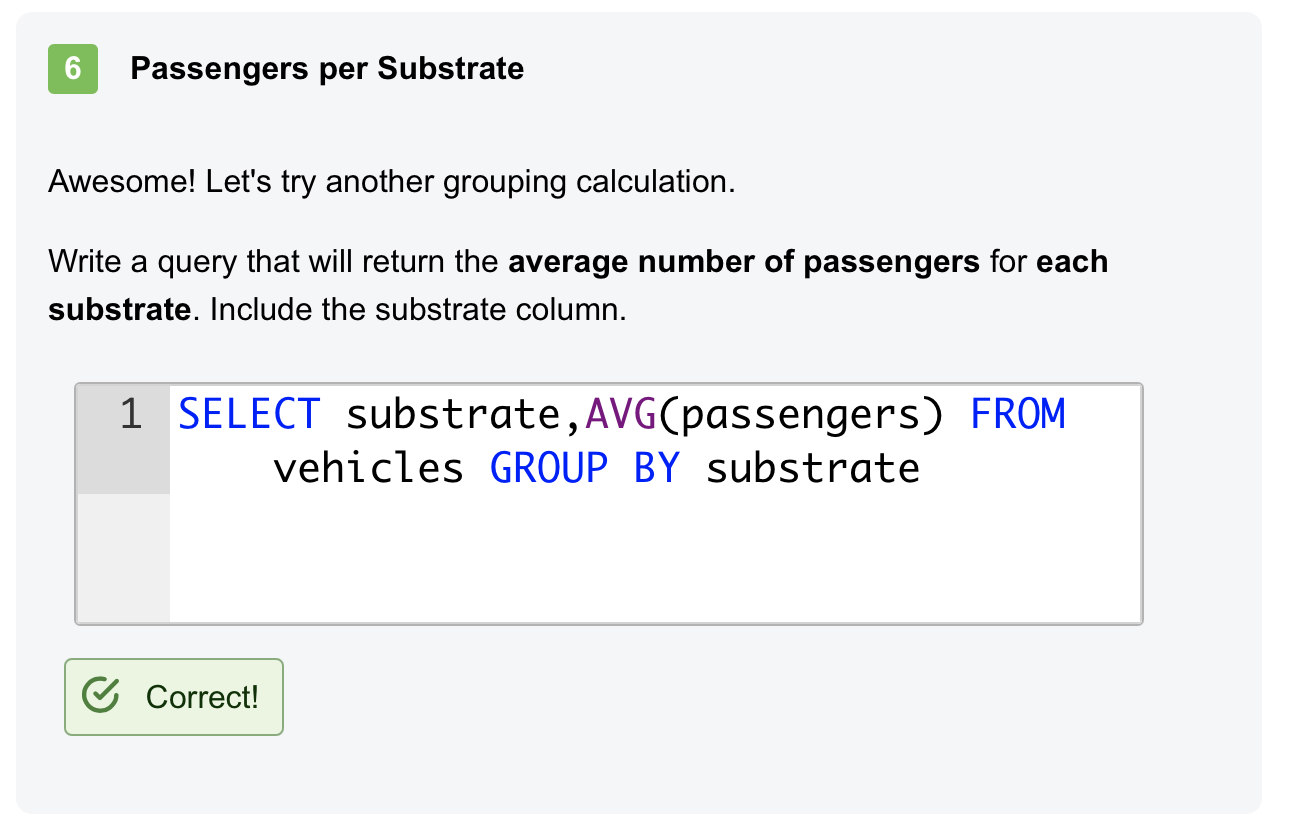 6 Passengers per Substrate
Awesome! Let's try another grouping calculation.
Write a query that will return the average number of passengers for each
substrate. Include the substrate column.
1 SELECT substrate,AVG(passengers) FROM
vehicles GROUP BY substrate
Correct!